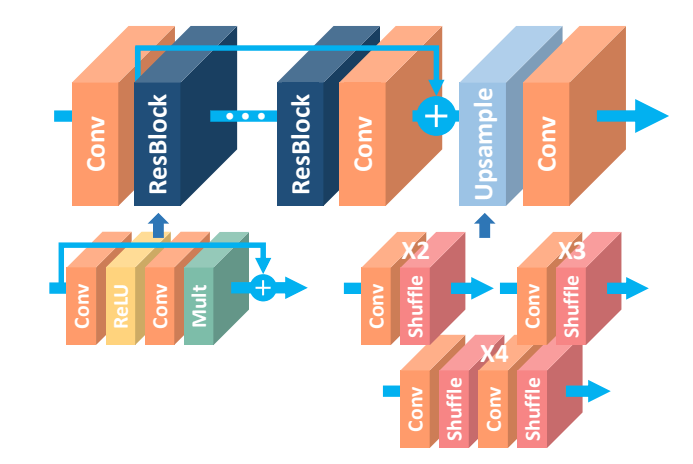 Conv
ResBlock
ResBlock
Conv
Upsample
Conv
Conv
ReLU
Conv
Mult
X2
Conv
Shuffle
X3
Conv
Shuffle
X4
Conv
Shuffle
Conv
Shuffle